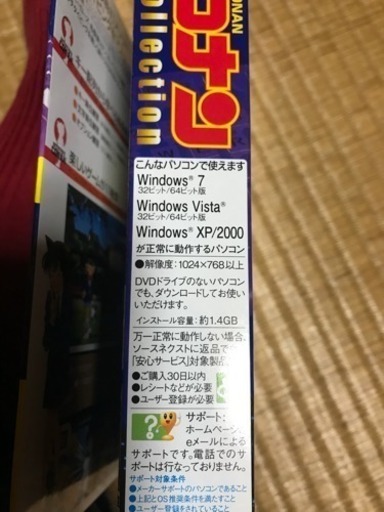 CONAN
コナン
collection
こんなパソコンで使えます
Windows® 7
32ビット/64ビット版
Windows Vista®
32ビット/64ビット版
Windows® XP/2000
が正常に動作するパソコン
●解像度:1024×768以上
DVDドライブのないパソコン
でも、ダウンロードしてお使い
いただけます。
インストール容量:約1.4GB
万一正常に動作しない場合、
ソースネクストに返品で
「安心サービス」対象製品
●ご購入30日以内
●レシートなどが必要
●ユーザー登録が必要
サポート:
ホームページ、
eメールによる
サポートです。電話でのサ
ポートは行なっておりません。
サポート対象条件
●メーカーサポートのパソコンであること
●上記とOS推奨条件を満たすこと
●ユーザー登録をされていること